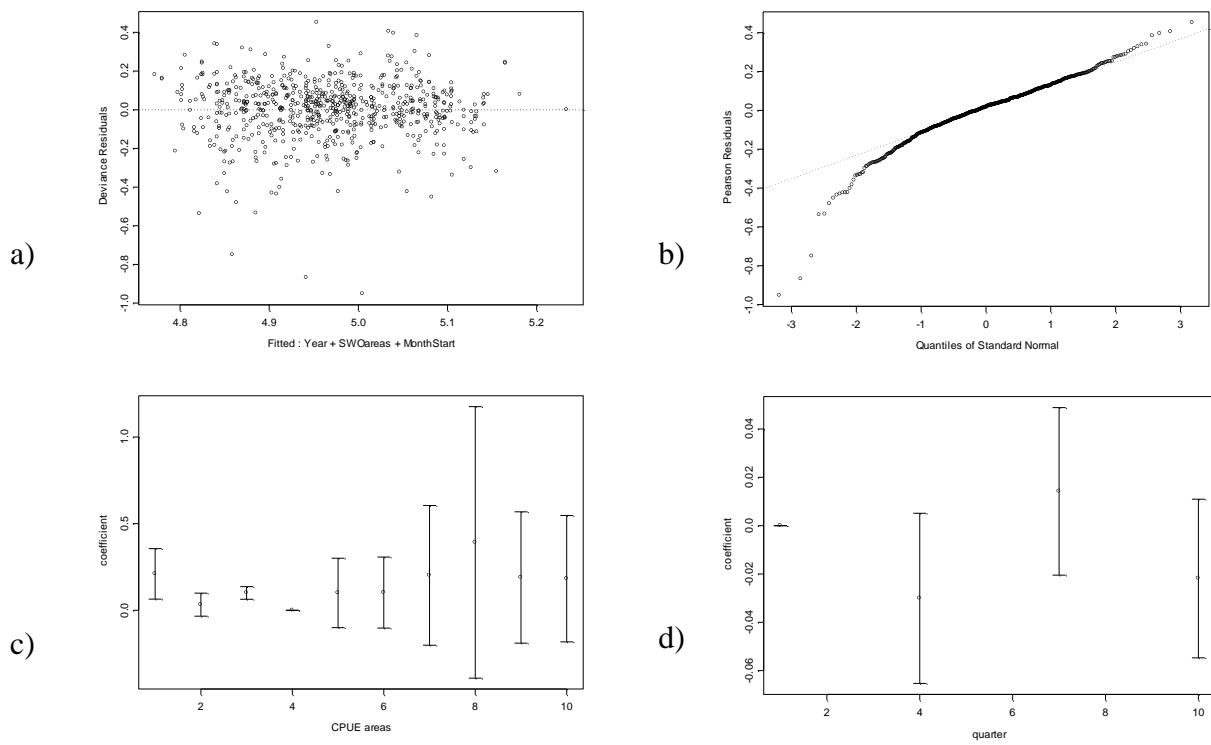 a)
Deviance Residuals
0.4
0.2
0.0
-0.2
-0.4
-0.6
-0.8
-1.0
4.8 4.9 5.0 5.1 5.2
Fitted : Year + SWOareas + MonthStart
b)
Pearson Residuals
0.4
0.2
0.0
-0.2
-0.4
-0.6
-0.8
-1.0
-3 -2 -1 0 1 2 3
Quantiles of Standard Normal
c)
coefficient
1.0
0.5
0.0
2 4 6 8 10
CPUE areas
d)
coefficient
0.04
0.02
0.0
-0.02
-0.04
-0.06
2 4 6 8 10
quarter